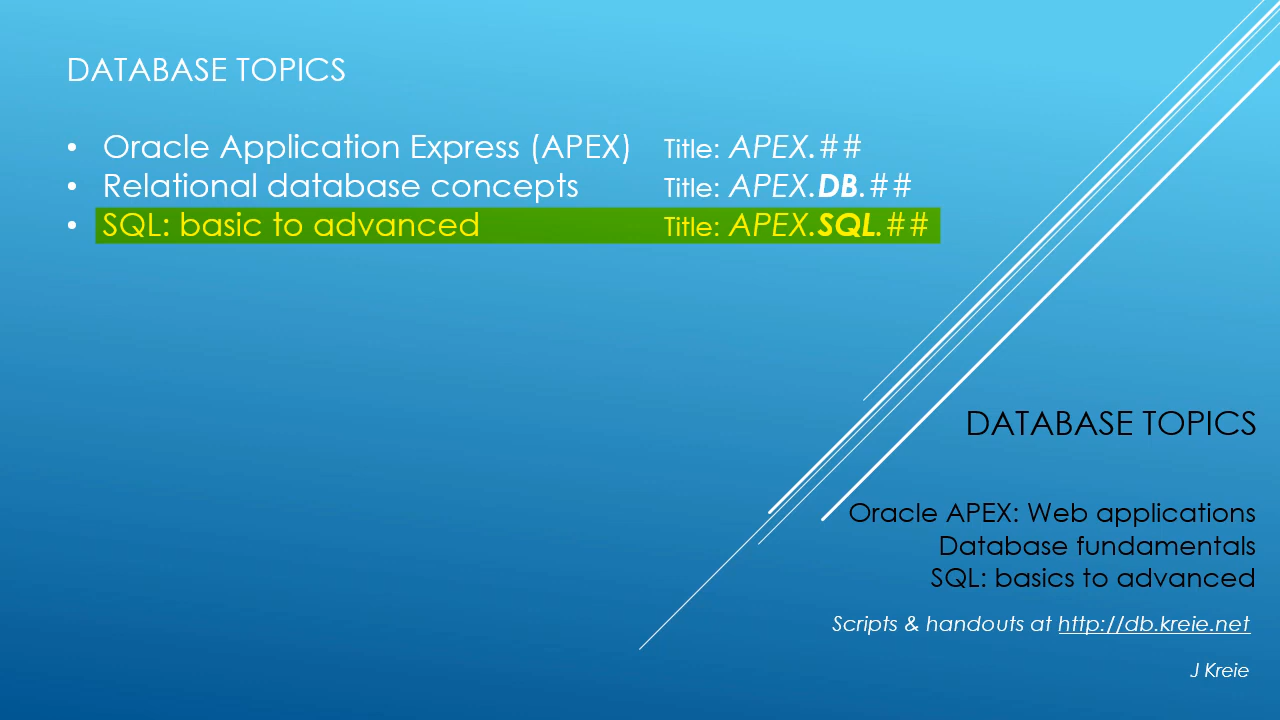 DATABASE TOPICS
• Oracle Application Express (APEX) Title: APEX.##
• Relational database concepts Title: APEX.DB.##
• SQL: basic to advanced Title: APEX.SQL.##
DATABASE TOPICS
Oracle APEX: Web applications
Database fundamentals
SQL: basics to advanced
Scripts & handouts at http://db.kreie.net
J Kreie